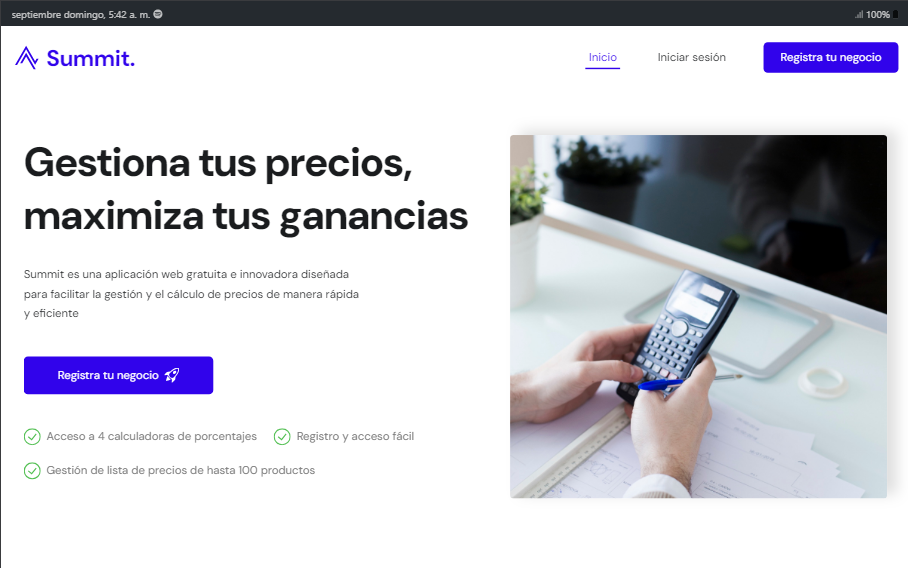 septiembre domingo, 5:42 a. m.
100%
Summit.
Inicio
Iniciar sesión
Registra tu negocio
Gestiona tus precios,
maximiza tus ganancias
Summit es una aplicación web gratuita e innovadora diseñada
para facilitar la gestión y el cálculo de precios de manera rápida
y eficiente
Registra tu negocio
Acceso a 4 calculadoras de porcentajes
Registro y acceso fácil
Gestión de lista de precios de hasta 100 productos